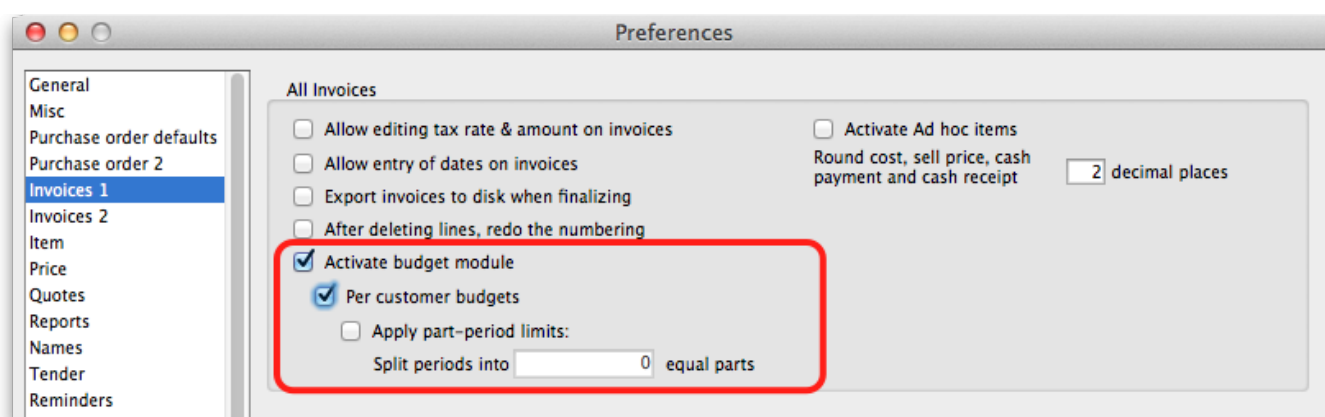 Preferences
General
Misc
Purchase order defaults
Purchase order 2
Invoices 1
Invoices 2
Item
Price
Quotes
Reports
Names
Tender
Reminders
All Invoices
Allow editing tax rate & amount on invoices
Allow entry of dates on invoices
Export invoices to disk when finalizing
After deleting lines, redo the numbering
Activate budget module
Per customer budgets
Apply part-period limits:
Split periods into 0 equal parts
Activate Ad hoc items
Round cost, sell price, cash
payment and cash receipt 2 decimal places